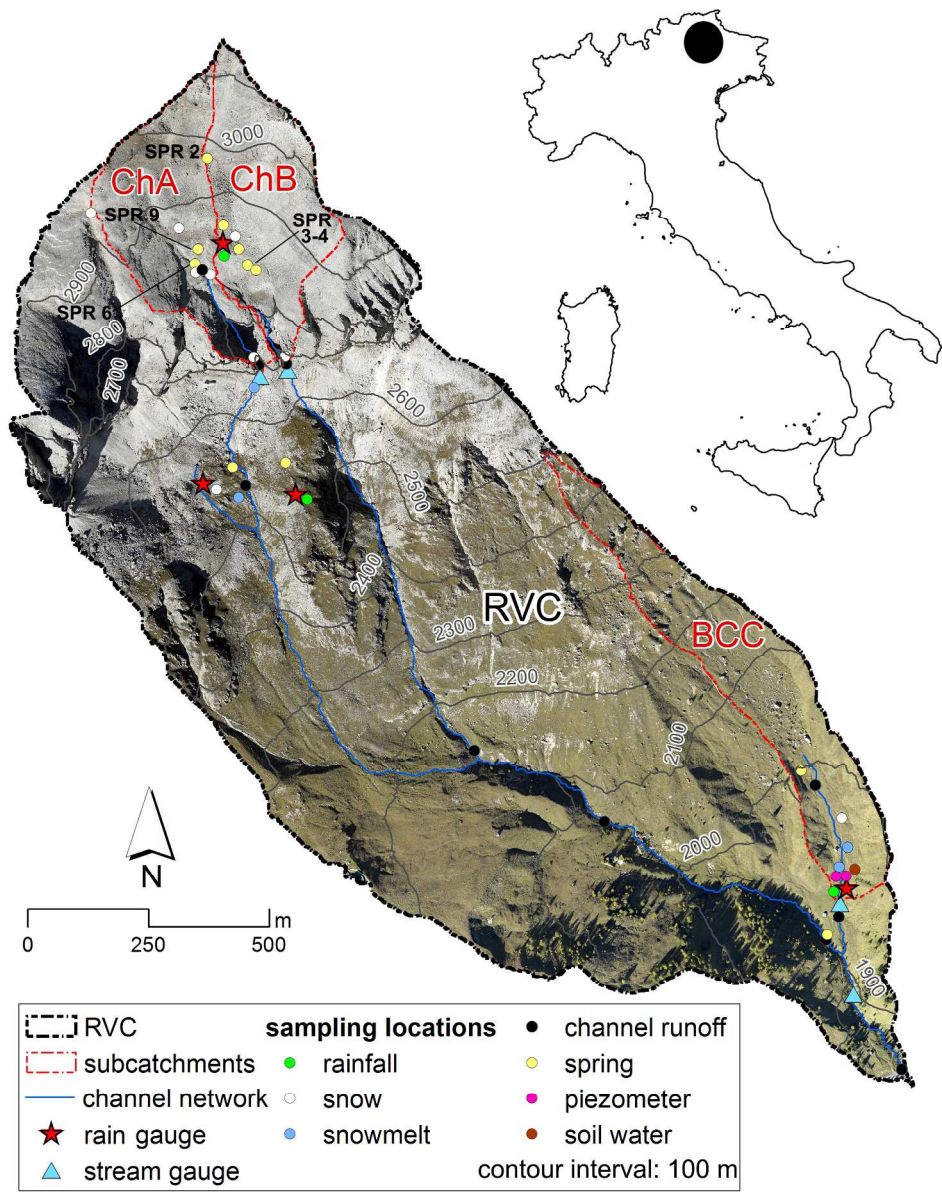 3000
SPR 2
ChA
ChB
SPR 9
SPR
3-4
2900
SPR 6
2800
2700
2600
2500
2400
RVC
2300
BCC
2200
2100
2000
N
m
0
250
500
1900
RVC
subcatchments
channel network
rain gauge
stream gauge
sampling locations
rainfall
snow
snowmelt
channel runoff
spring
piezometer
soil water
contour interval: 100 m